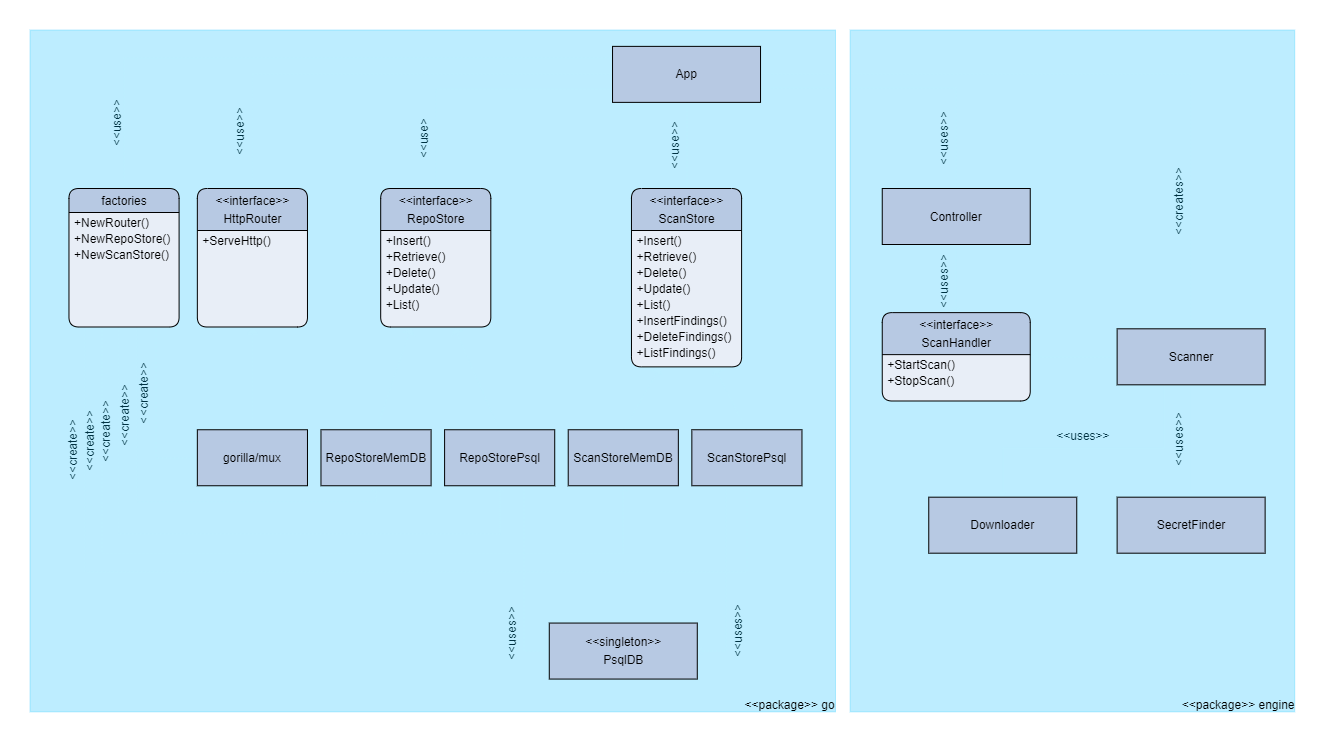 App
<<use>>
<<use>>
<<use>
<<use>>
factories
+NewRouter()
+NewRepoStore()
+NewScanStore()
<<interface>>
HttpRouter
+ServeHttp()
<<interface>>
RepoStore
+Insert()
+Retrieve()
+Delete()
+Update()
+List()
<<interface>>
ScanStore
+Insert()
+Retrieve()
+Delete()
+Update()
+List()
+InsertFindings()
+DeleteFindings()
+ListFindings()
<<create>>
<<create>>
<<create>>
<<create>>
<<create>>
gorilla/mux
RepoStoreMemDB
RepoStorePsql
ScanStoreMemDB
ScanStorePsql
<<uses>>
<<uses>>
<<singleton>>
PsqlDB
<<package>> go
<<uses>>
<<creates>>
Controller
<<uses>>
<<interface>>
ScanHandler
+StartScan()
+StopScan()
Scanner
<<uses>>
<<uses>>
Downloader
SecretFinder
<<package>> engine